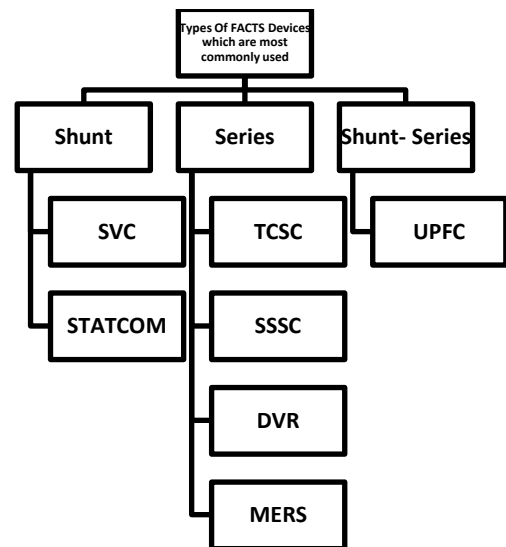 Types Of FACTS Devices
which are most
commonly used
Shunt
Series
Shunt- Series
SVC
TCSC
UPFC
STATCOM
SSSC
DVR
MERS